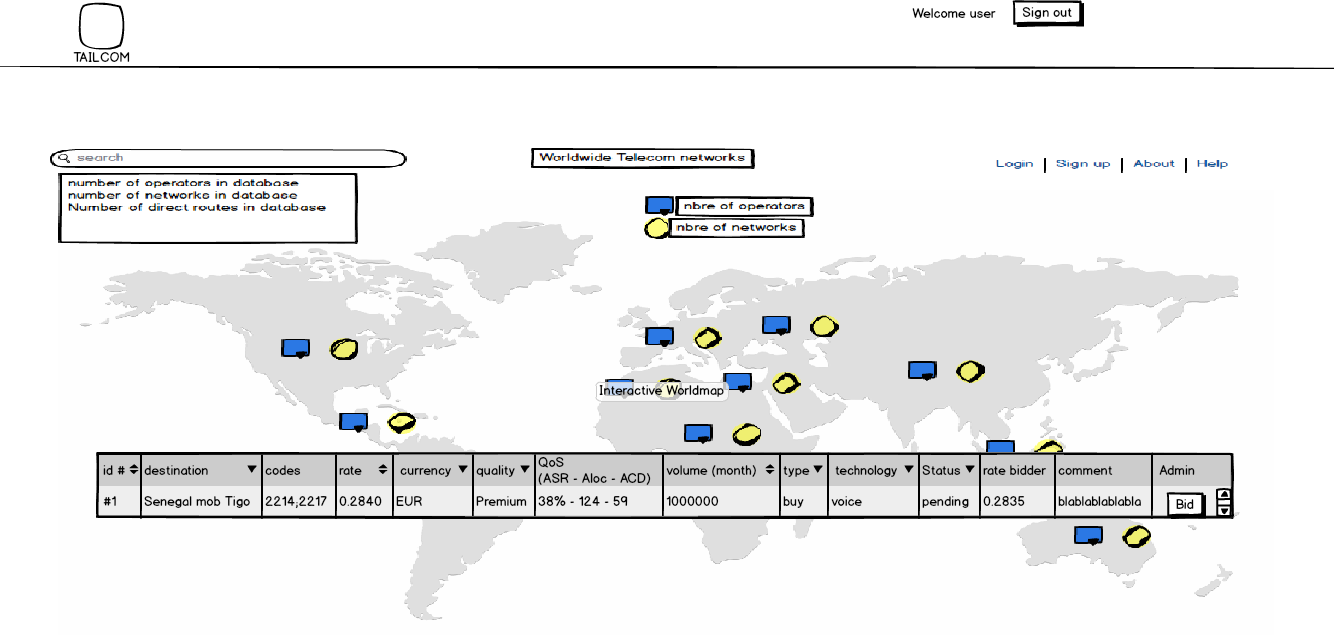 Welcome user
Sign out
TAILCOM
search
Worldwide Telecom networks
Login
Sign up
About
Help
number of operators in database
number of networks in database
Number of direct routes in database
nbre of operators
nbre of networks
Interactive Worldmap
id # destination codes rate currency quality QoS (ASR - Aloc - ACD) volume (month) type technology Status rate bidder comment Admin
#1 Senegal mob Tigo 2214;2217 0.2840 EUR Premium 38% - 124 - 59 1000000 buy voice pending 0.2835 blablablablabla Bid